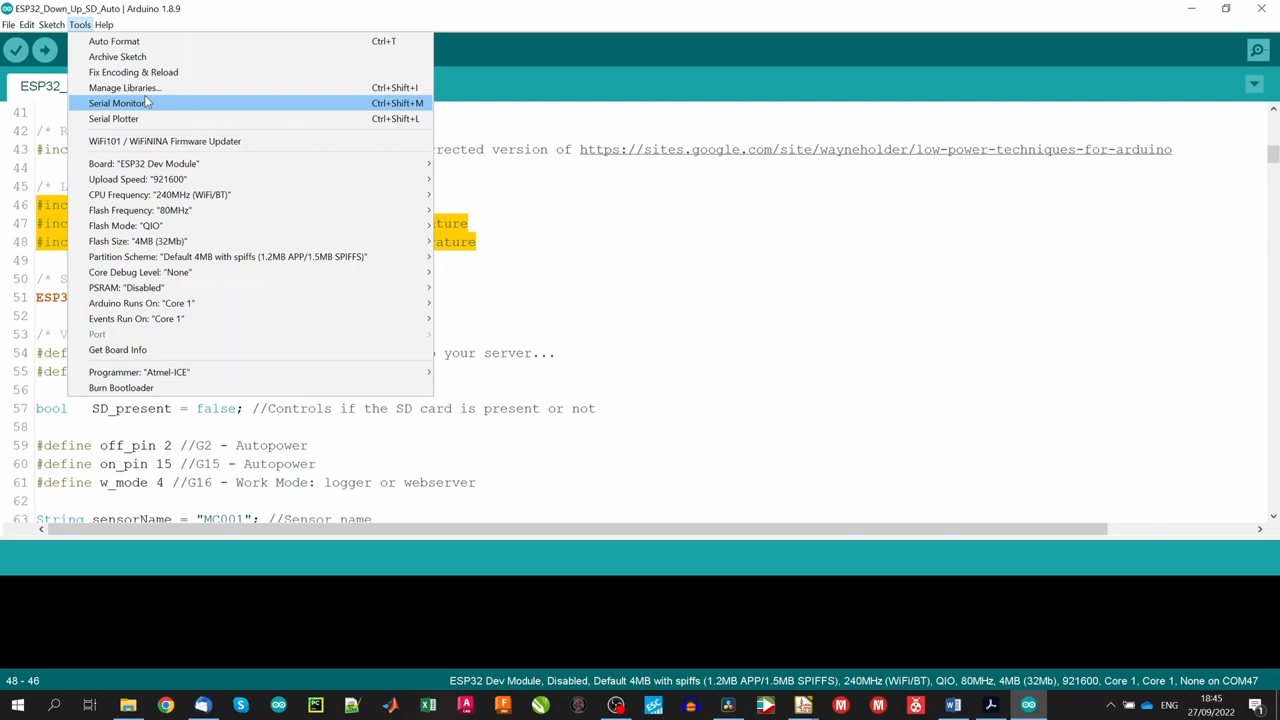 ESP32_Down_Up_SD_Auto | Arduino 1.8.9
File Edit Sketch Tools Help
ESP32_
Auto Format Ctrl+T
Archive Sketch
Fix Encoding & Reload
Manage Libraries... Ctrl+Shift+I
Serial Monitor Ctrl+Shift+M
Serial Plotter Ctrl+Shift+L
WiFi101 / WiFiNINA Firmware Updater
Board: "ESP32 Dev Module"
Upload Speed: "921600"
CPU Frequency: "240MHz (WiFi/BT)"
Flash Frequency: "80MHz"
Flash Mode: "QIO"
Flash Size: "4MB (32Mb)"
Partition Scheme: "Default 4MB with spiffs (1.2MB APP/1.5MB SPIFFS)"
Core Debug Level: "None"
PSRAM: "Disabled"
Arduino Runs On: "Core 1"
Events Run On: "Core 1"
Port
Get Board Info
Programmer: "Atmel-ICE"
Burn Bootloader
41
42 /* R
43 #inc rrected version of https://sites.google.com/site/wayneholder/low-power-techniques-for-arduino
44
45 /* L
46 #inc
47 #inc ture
48 #inc rature
49
50 /* S
51 ESP3
52
53 /* V
54 #def your server...
55 #def
56
57 bool SD_present = false; //Controls if the SD card is present or not
58
59 #define off_pin 2 //G2 - Autopower
60 #define on_pin 15 //G15 - Autopower
61 #define w_mode 4 //G16 - Work Mode: logger or webserver
62
63 String sensorName = "MC001"; //Sensor name
48 - 46 ESP32 Dev Module, Disabled, Default 4MB with spiffs (1.2MB APP/1.5MB SPIFFS), 240MHz (WiFi/BT), QIO, 80MHz, 4MB (32Mb), 921600, Core 1, Core 1, None on COM47
ENG
18:45
27/09/2022